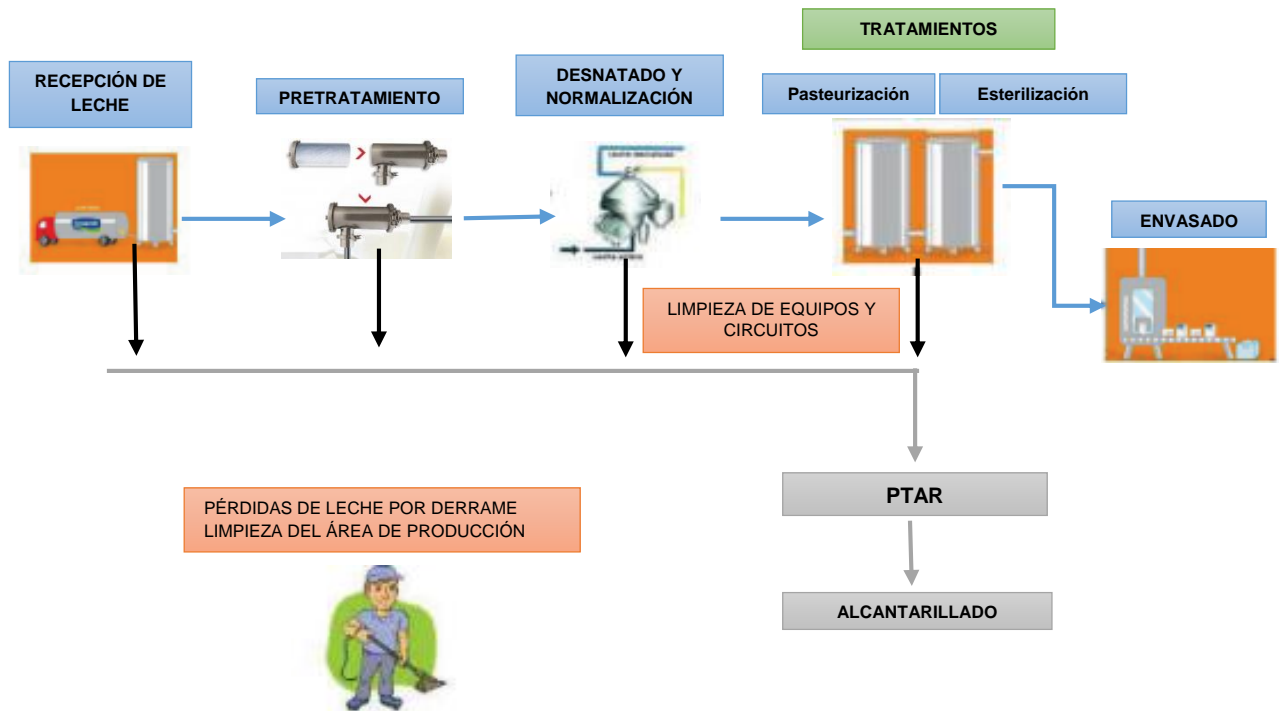 TRATAMIENTOS
RECEPCIÓN DE
LECHE
PRETRATAMIENTO
DESNATADO Y
NORMALIZACIÓN
Pasteurización
Esterilización
ENVASADO
LIMPIEZA DE EQUIPOS Y
CIRCUITOS
PTAR
PÉRDIDAS DE LECHE POR DERRAME
LIMPIEZA DEL ÁREA DE PRODUCCIÓN
ALCANTARILLADO